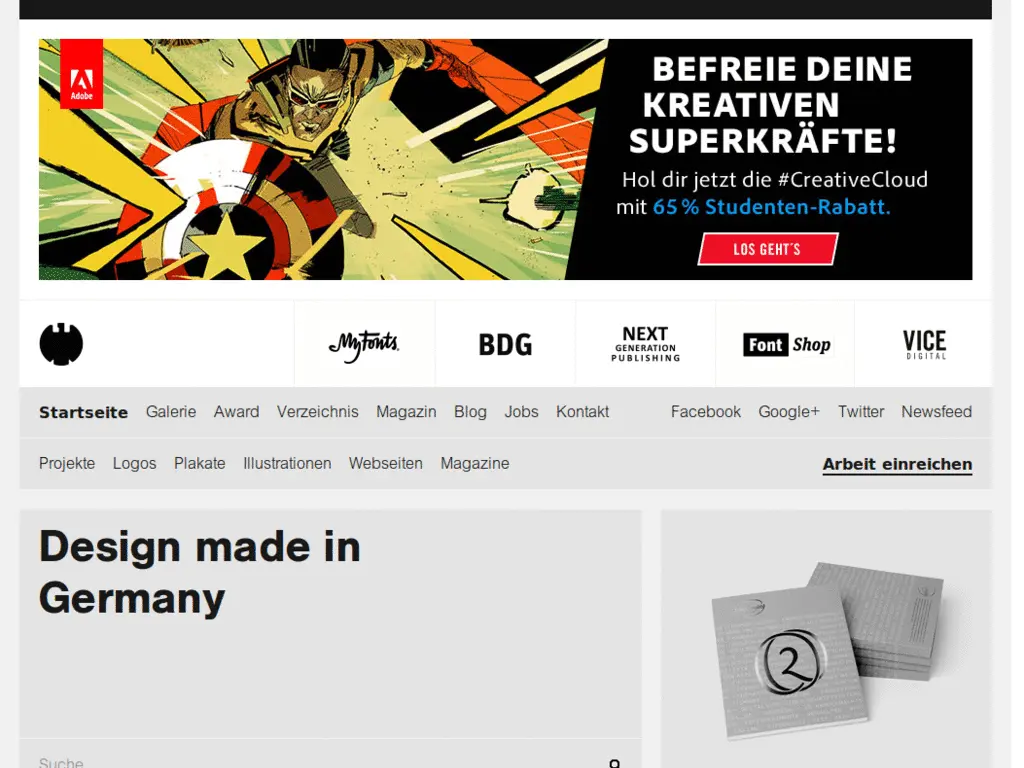 Adobe
BEFREIE DEINE
KREATIVEN
SUPERKRÄFTE!
Hol dir jetzt die #CreativeCloud
mit 65 % Studenten-Rabatt.
LOS GEHT'S
MyFonts.
BDG
NEXT
GENERATION
PUBLISHING
Font Shop
VICE
DIGITAL
Startseite Galerie Award Verzeichnis Magazin Blog Jobs Kontakt Facebook Google+ Twitter Newsfeed
Projekte Logos Plakate Illustrationen Webseiten Magazine Arbeit einreichen
Design made in
Germany
Suche
2